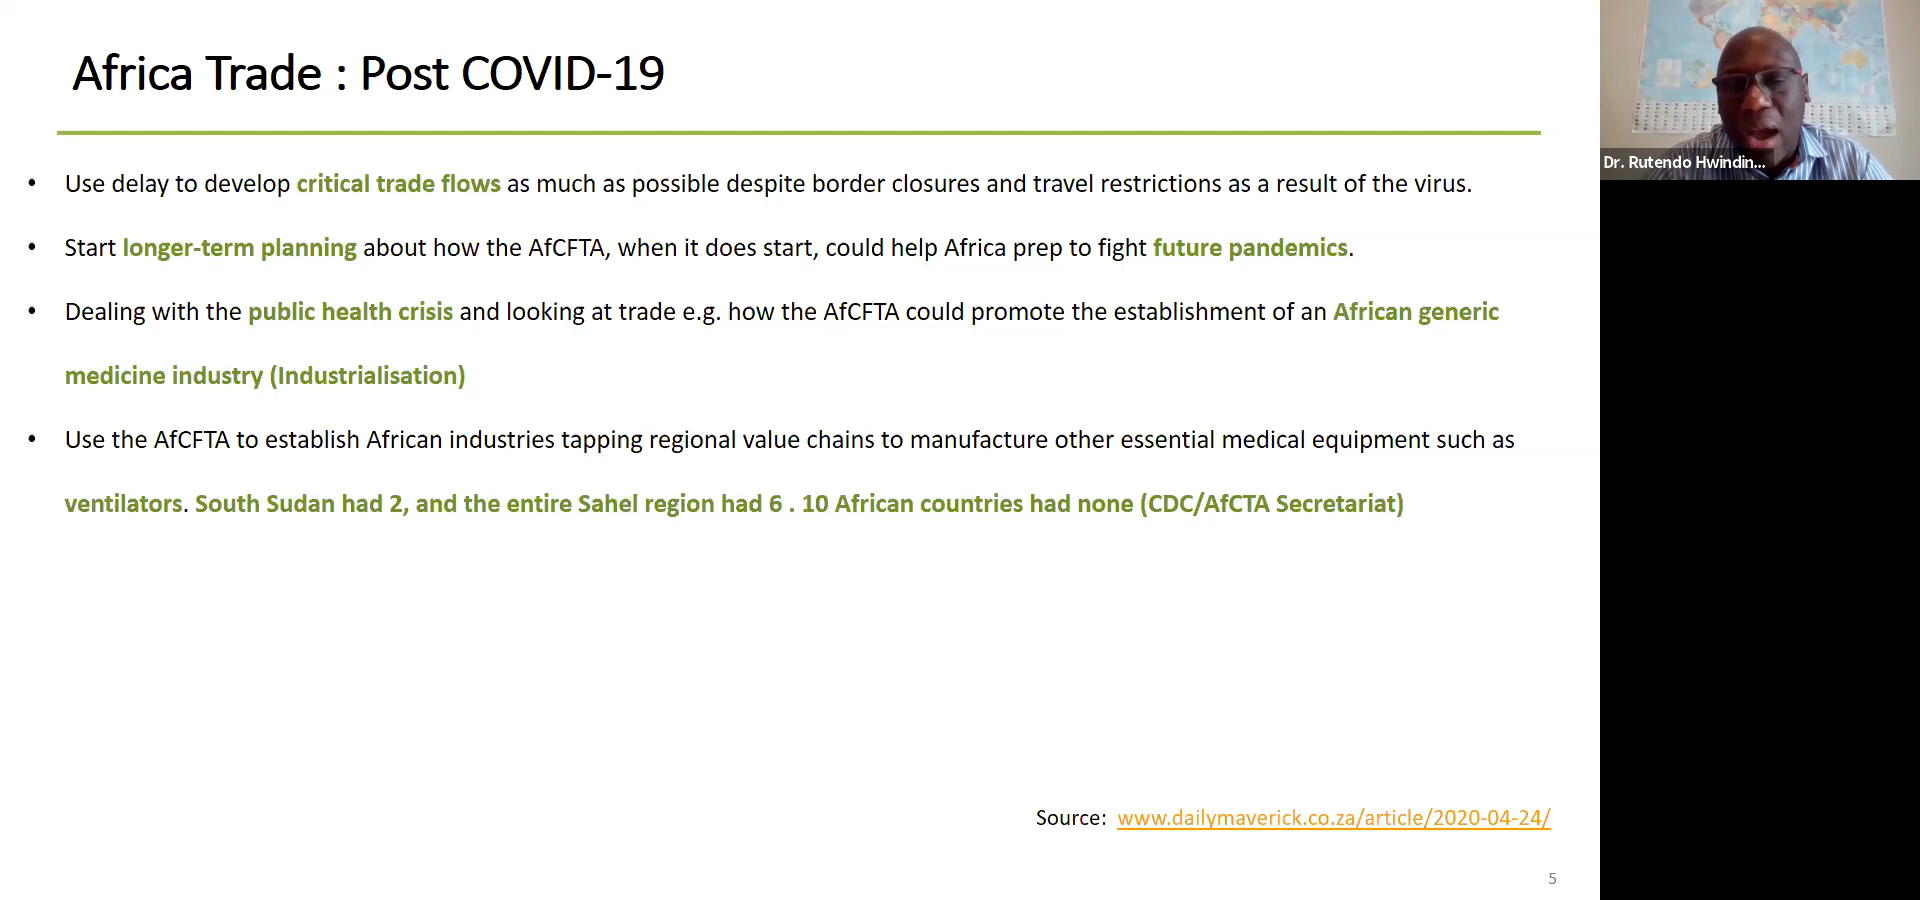 Africa Trade : Post COVID-19
• Use delay to develop critical trade flows as much as possible despite border closures and travel restrictions as a result of the virus.
• Start longer-term planning about how the AfCFTA, when it does start, could help Africa prep to fight future pandemics.
• Dealing with the public health crisis and looking at trade e.g. how the AfCFTA could promote the establishment of an African generic
medicine industry (Industrialisation)
• Use the AfCFTA to establish African industries tapping regional value chains to manufacture other essential medical equipment such as
ventilators. South Sudan had 2, and the entire Sahel region had 6 . 10 African countries had none (CDC/AfCTA Secretariat)
Source: www.dailymaverick.co.za/article/2020-04-24/
5
Dr. Rutendo Hwindin...